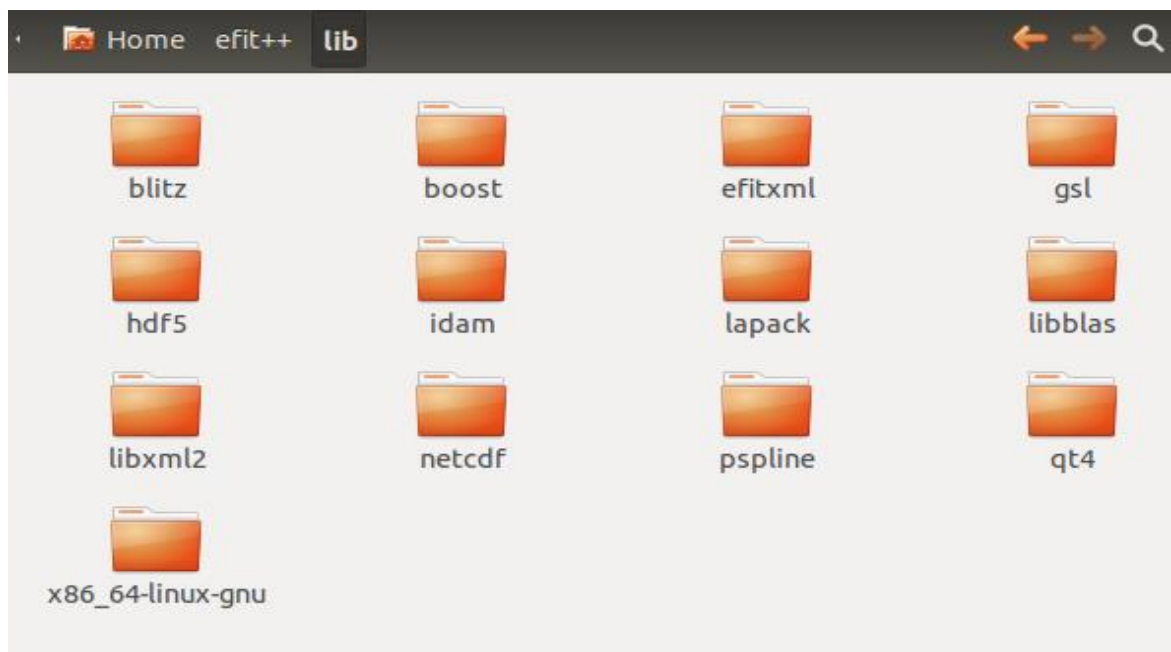 Home efit++ lib
blitz boost efitxml gsl
hdf5 idam lapack libblas
libxml2 netcdf pspline qt4
x86_64-linux-gnu